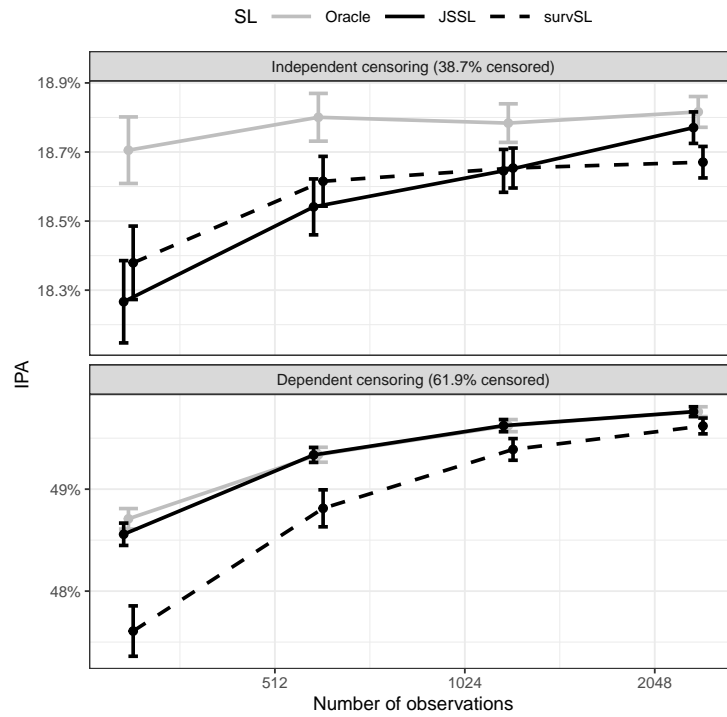 SL Oracle JSSL survSL
Independent censoring (38.7% censored)
18.9%
18.7%
18.5%
18.3%
IPA
Dependent censoring (61.9% censored)
49%
48%
512 1024 2048
Number of observations